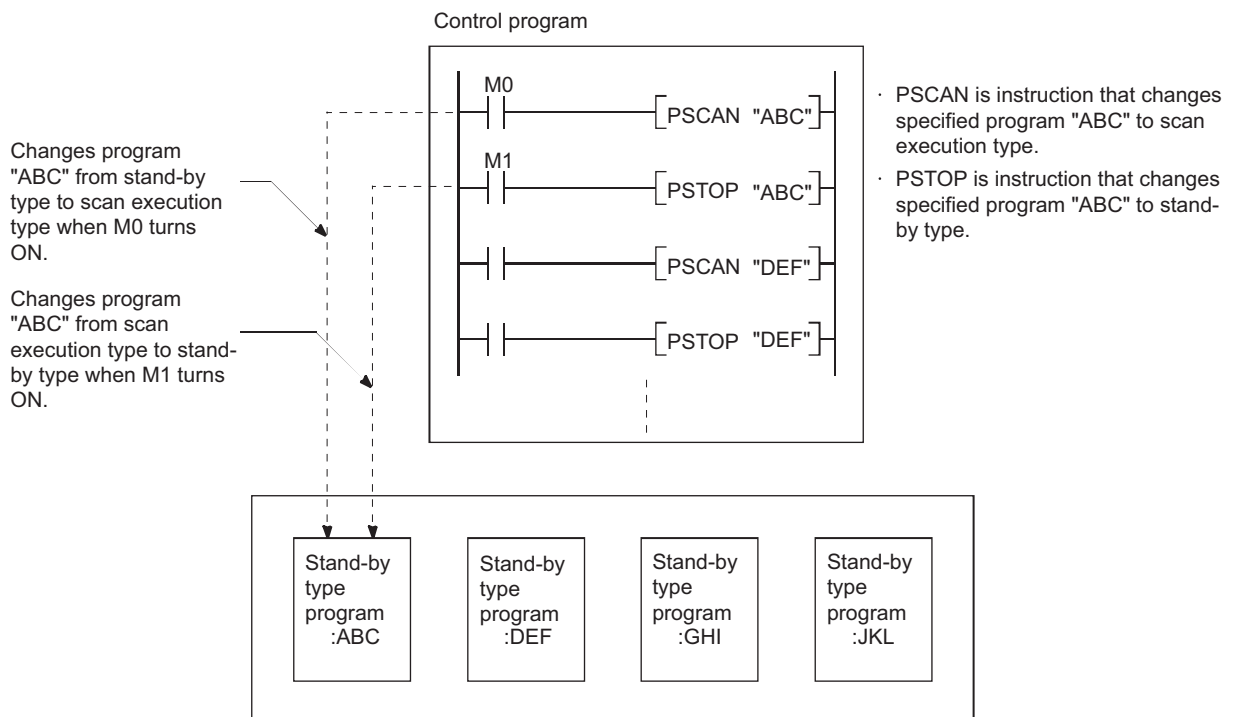 Control program
M0
PSCAN "ABC"
M1
PSTOP "ABC"
PSCAN "DEF"
PSTOP "DEF"
· PSCAN is instruction that changes
specified program "ABC" to scan
execution type.
· PSTOP is instruction that changes
specified program "ABC" to stand-
by type.
Changes program
"ABC" from stand-by
type to scan execution
type when M0 turns
ON.
Changes program
"ABC" from scan
execution type to stand-
by type when M1 turns
ON.
Stand-by
type
program
:ABC
Stand-by
type
program
:DEF
Stand-by
type
program
:GHI
Stand-by
type
program
:JKL